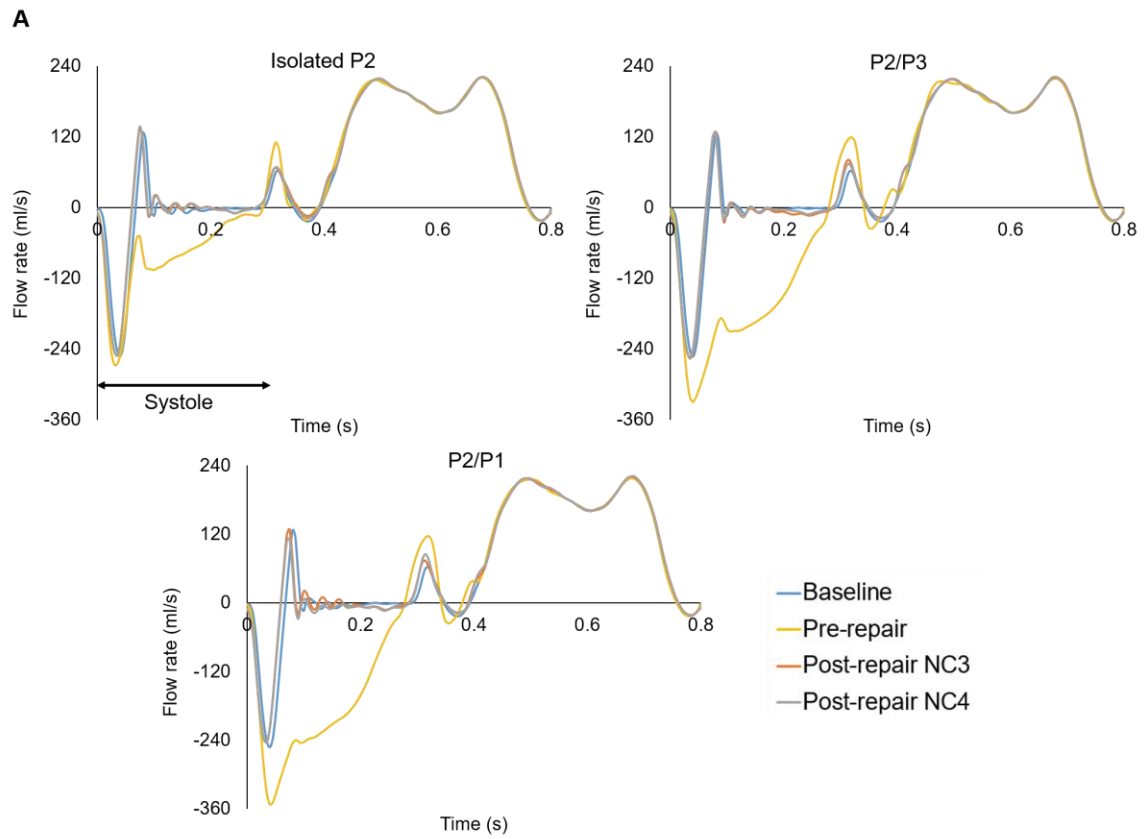 A
Isolated P2
240
120
0
-120
-240
-360
Flow rate (ml/s)
0 0.2 0.4 0.6 0.8
Systole
Time (s)
P2/P3
240
120
0
-120
-240
-360
Flow rate (ml/s)
0 0.2 0.4 0.6 0.8
Time (s)
P2/P1
240
120
0
-120
-240
-360
Flow rate (ml/s)
0 0.2 0.4 0.6 0.8
Time (s)
Baseline
Pre-repair
Post-repair NC3
Post-repair NC4